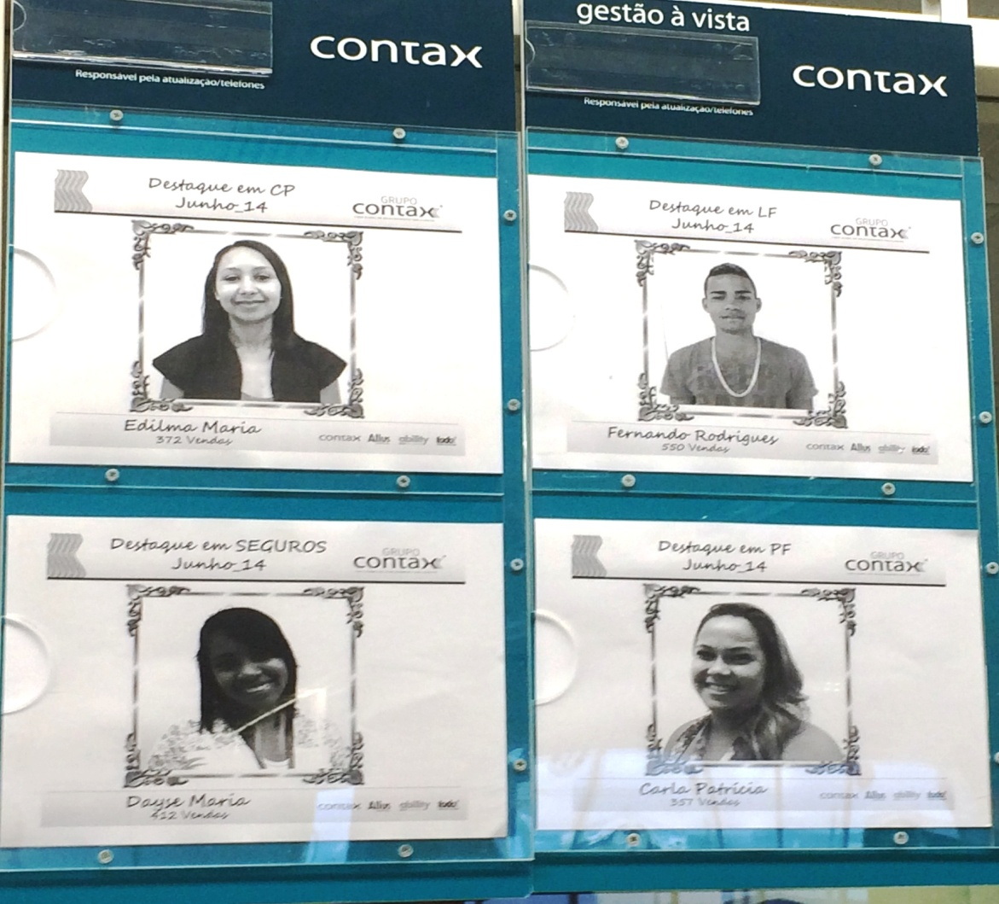 contax
Responsável pela atualização/telefones
Destaque em CP
Junho_14
GRUPO
contax
Edilma Maria
372 Vendas
contax Allus ability todo!
Destaque em SEGUROS
Junho_14
GRUPO
contax
Dayse Maria
412 Vendas
contax Allus ability todo!
gestão à vista
contax
Responsável pela atualização/telefones
Destaque em LF
Junho_14
GRUPO
contax
Fernando Rodrigues
550 Vendas
contax Allus ability todo!
Destaque em PF
Junho_14
GRUPO
contax
Carla Patrícia
357 Vendas
contax Allus ability todo!